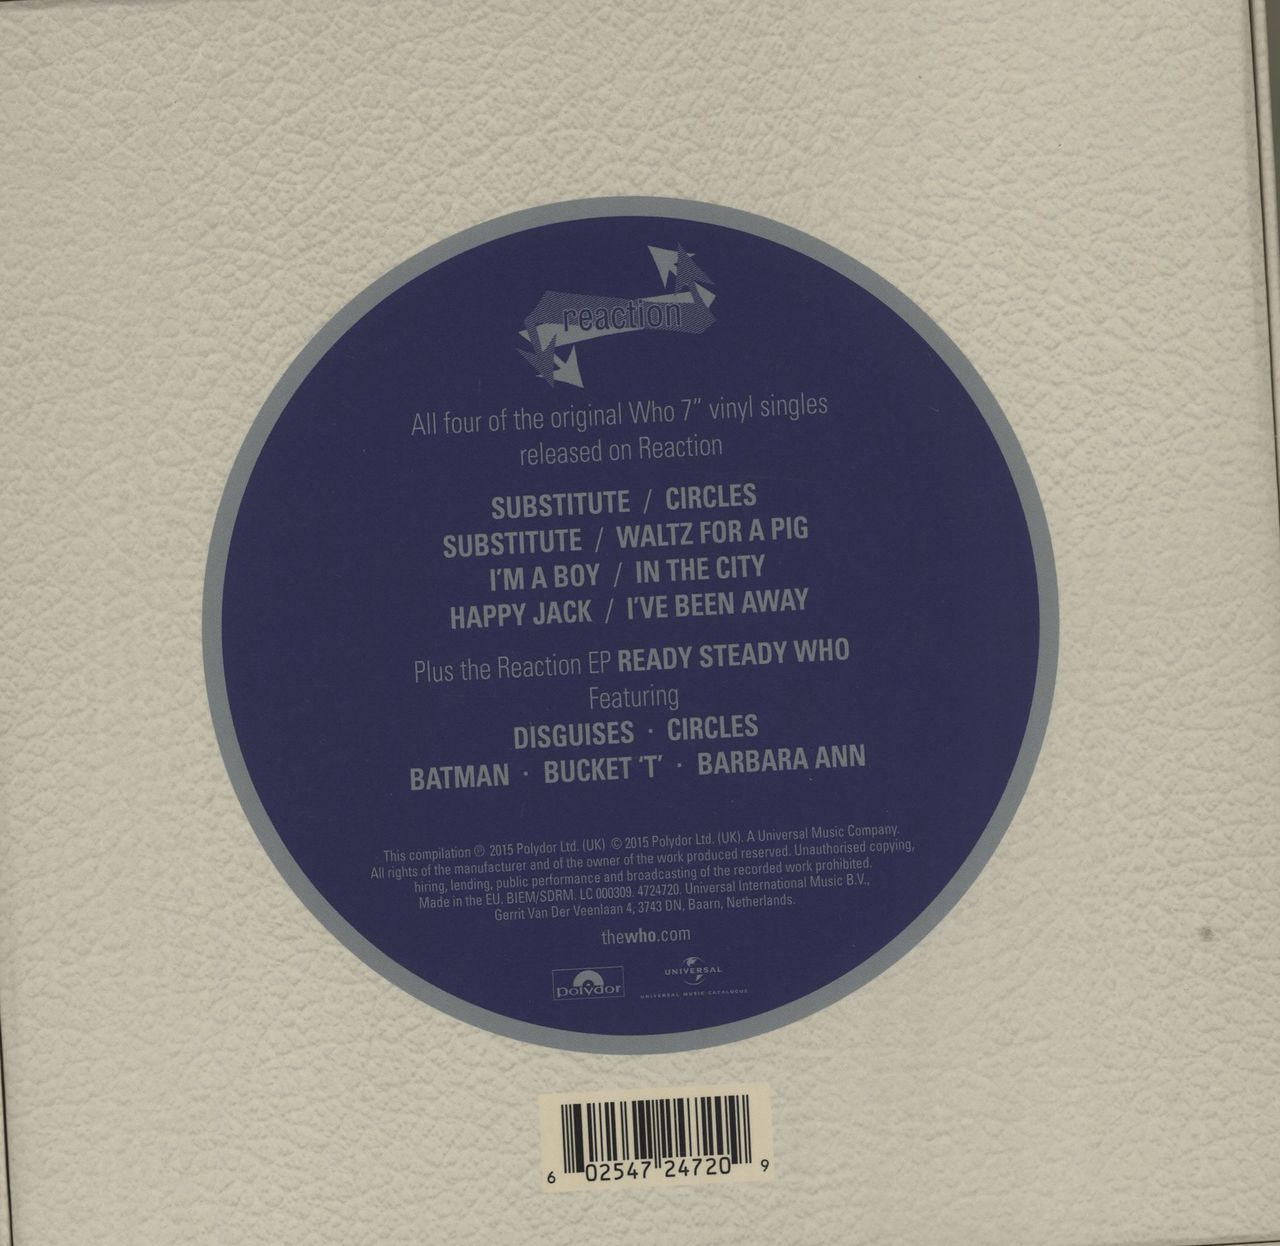 reaction
All four of the original Who 7” vinyl singles
released on Reaction
SUBSTITUTE / CIRCLES
SUBSTITUTE / WALTZ FOR A PIG
I'M A BOY / IN THE CITY
HAPPY JACK / I'VE BEEN AWAY
Plus the Reaction EP READY STEADY WHO
Featuring
DISGUISES · CIRCLES
BATMAN · BUCKET ‘T’ · BARBARA ANN
This compilation ℗ 2015 Polydor Ltd. (UK) © 2015 Polydor Ltd. (UK). A Universal Music Company.
All rights of the manufacturer and of the owner of the work produced reserved. Unauthorised copying,
hiring, lending, public performance and broadcasting of the recorded work prohibited.
Made in the EU. BIEM/SDRM. LC 000309. 4724720. Universal International Music B.V.,
Gerrit Van Der Veenlaan 4, 3743 DN, Baarn, Netherlands.
thewho.com
polydor
UNIVERSAL
UNIVERSAL MUSIC CATALOGUE
6 02547 24720 9